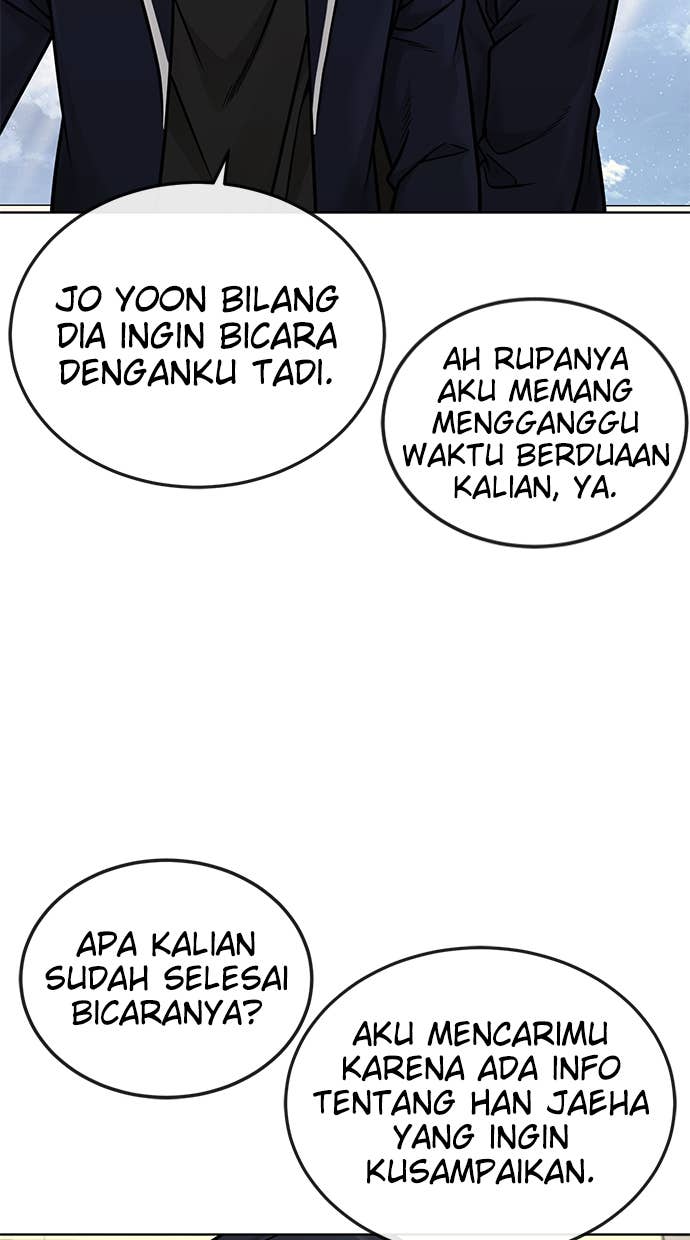 JO YOON BILANG
DIA INGIN BICARA
DENGANKU TADI.
AH RUPANYA
AKU MEMANG
MENGGANGGU
WAKTU BERDUAAN
KALIAN, YA.
APA KALIAN
SUDAH SELESAI
BICARANYA?
AKU MENCARIMU
KARENA ADA INFO
TENTANG HAN JAEHA
YANG INGIN
KUSAMPAIKAN.